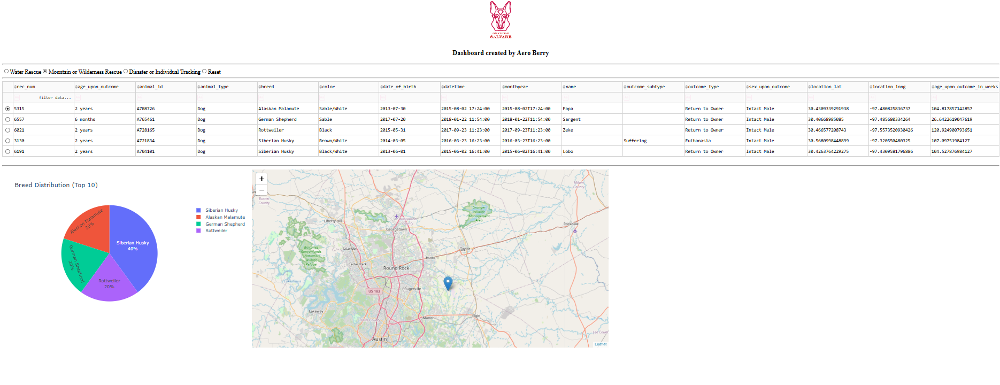 GRAZIOSO
SALVARE
Dashboard created by Aero Berry
Water Rescue Mountain or Wilderness Rescue Disaster or Individual Tracking Reset
rec_num age_upon_outcome animal_id animal_type breed color date_of_birth datetime monthyear name outcome_subtype outcome_type sex_upon_outcome location_lat location_long age_upon_outcome_in_weeks
filter data...
5315 2 years A708726 Dog Alaskan Malamute Sable/White 2013-07-30 2015-08-02 17:24:00 2015-08-02T17:24:00 Papa Return to Owner Intact Male 30.4309339291938 -97.480825836737 104.817857142857
6557 6 months A765461 Dog German Shepherd Sable 2017-07-20 2018-01-22 11:54:00 2018-01-22T11:54:00 Sargent Return to Owner Intact Male 30.40668985085 -97.485680334264 26.6422619047619
6021 2 years A728165 Dog Rottweiler Black 2015-05-31 2017-09-23 11:23:00 2017-09-23T11:23:00 Zeke Return to Owner Intact Male 30.466577208743 -97.5573520930426 120.924900793651
3130 2 years A721834 Dog Siberian Husky Brown/White 2014-03-05 2016-03-23 16:23:00 2016-03-23T16:23:00 Suffering Euthanasia Intact Male 30.5680998448899 -97.320550480325 107.09751984127
6191 2 years A704101 Dog Siberian Husky Black/White 2013-06-01 2015-06-02 16:41:00 2015-06-02T16:41:00 Lobo Return to Owner Intact Male 30.4263764229275 -97.4309581796886 104.527876984127
Breed Distribution (Top 10)
Siberian Husky
Alaskan Malamute
German Shepherd
Rottweiler
Alaskan Malamute
20%
Siberian Husky
40%
German Shepherd
20%
Rottweiler
20%
+
−
Burnet
County
Milam
County
Granger
Wildlife
Management
Area
Liberty Hill
Williamson
County
Georgetown
Rockdale
Leander
Balcones
Canyonlands
National
Wildlife
Refuge
Taylor
Hutto
Cedar Park
Round Rock
US 183
Pflugerville
Lakeway
Manor
Elgin
Travis County
Austin
Lee County
Leaflet